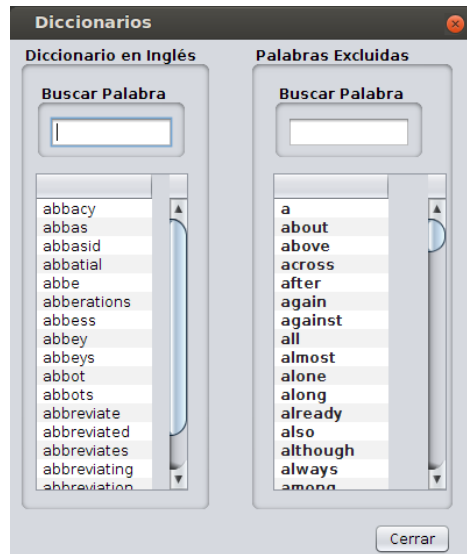 Diccionarios
Diccionario en Inglés
Buscar Palabra
abbacy
abbas
abbasid
abbatial
abbe
abberations
abbess
abbey
abbeys
abbot
abbots
abbreviate
abbreviated
abbreviates
abbreviating
abbreviation
Palabras Excluidas
Buscar Palabra
a
about
above
across
after
again
against
all
almost
alone
along
already
also
although
always
among
Cerrar